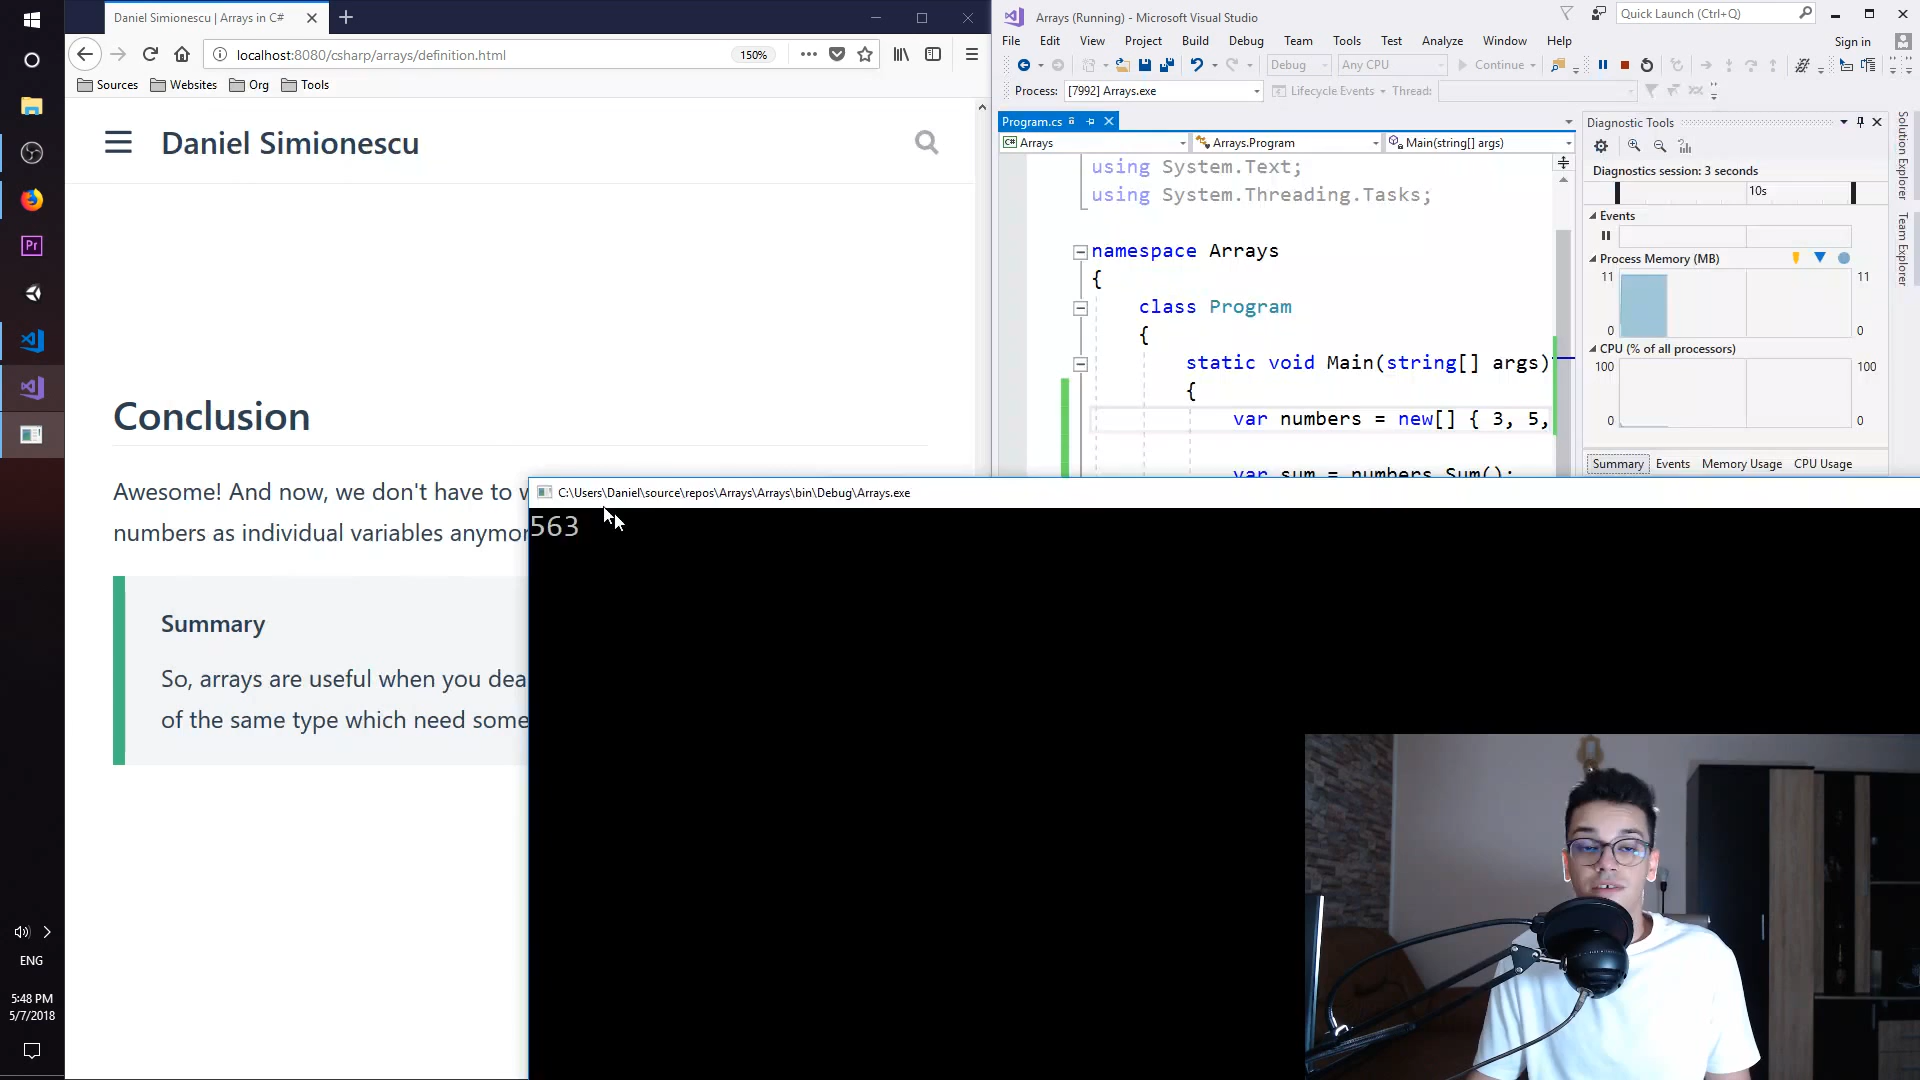 Daniel Simionescu | Arrays in C#
localhost:8080/csharp/arrays/definition.html
150%
Sources
Websites
Org
Tools
Daniel Simionescu
Conclusion
Awesome! And now, we don't have to w
numbers as individual variables anymor
Summary
So, arrays are useful when you dea
of the same type which need some
Arrays (Running) - Microsoft Visual Studio
Quick Launch (Ctrl+Q)
File Edit View Project Build Debug Team Tools Test Analyze Window Help
Sign in
Debug
Any CPU
Continue
Process:
[7992] Arrays.exe
Lifecycle Events
Thread:
Program.cs
C# Arrays
Arrays.Program
Main(string[] args)
using System.Text;
using System.Threading.Tasks;
namespace Arrays
{
class Program
{
static void Main(string[] args)
{
var numbers = new[] { 3, 5,
var sum = numbers.Sum();
Diagnostic Tools
Diagnostics session: 3 seconds
10s
Events
Process Memory (MB)
11
11
0
0
CPU (% of all processors)
100
100
0
0
Summary Events Memory Usage CPU Usage
Solution Explorer
Team Explorer
C:\Users\Daniel\source\repos\Arrays\Arrays\bin\Debug\Arrays.exe
563
Pr
ENG
5:48 PM
5/7/2018